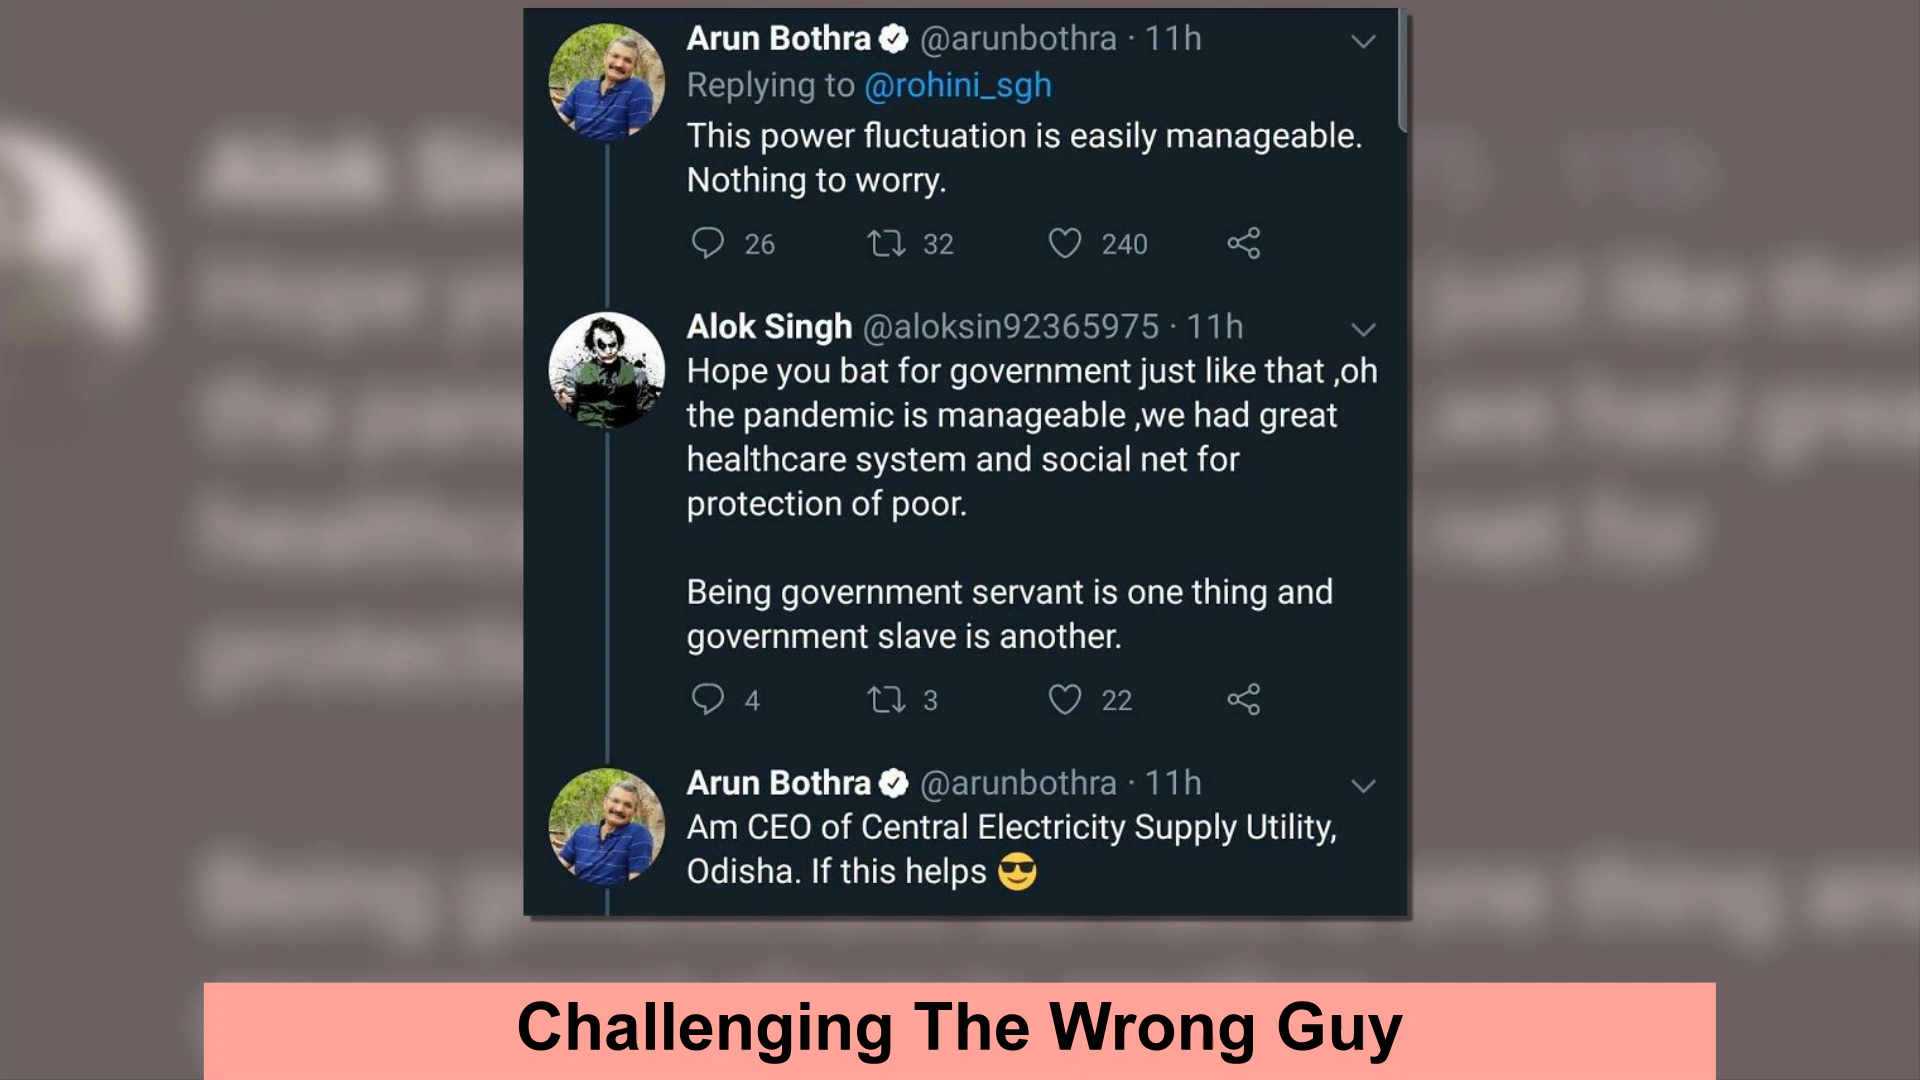 Arun Bothra @arunbothra · 11h
Replying to @rohini_sgh
This power fluctuation is easily manageable.
Nothing to worry.
26 32 240
Alok Singh @aloksin92365975 · 11h
Hope you bat for government just like that ,oh
the pandemic is manageable ,we had great
healthcare system and social net for
protection of poor.
Being government servant is one thing and
government slave is another.
4 3 22
Arun Bothra @arunbothra · 11h
Am CEO of Central Electricity Supply Utility,
Odisha. If this helps 😎
Challenging The Wrong Guy